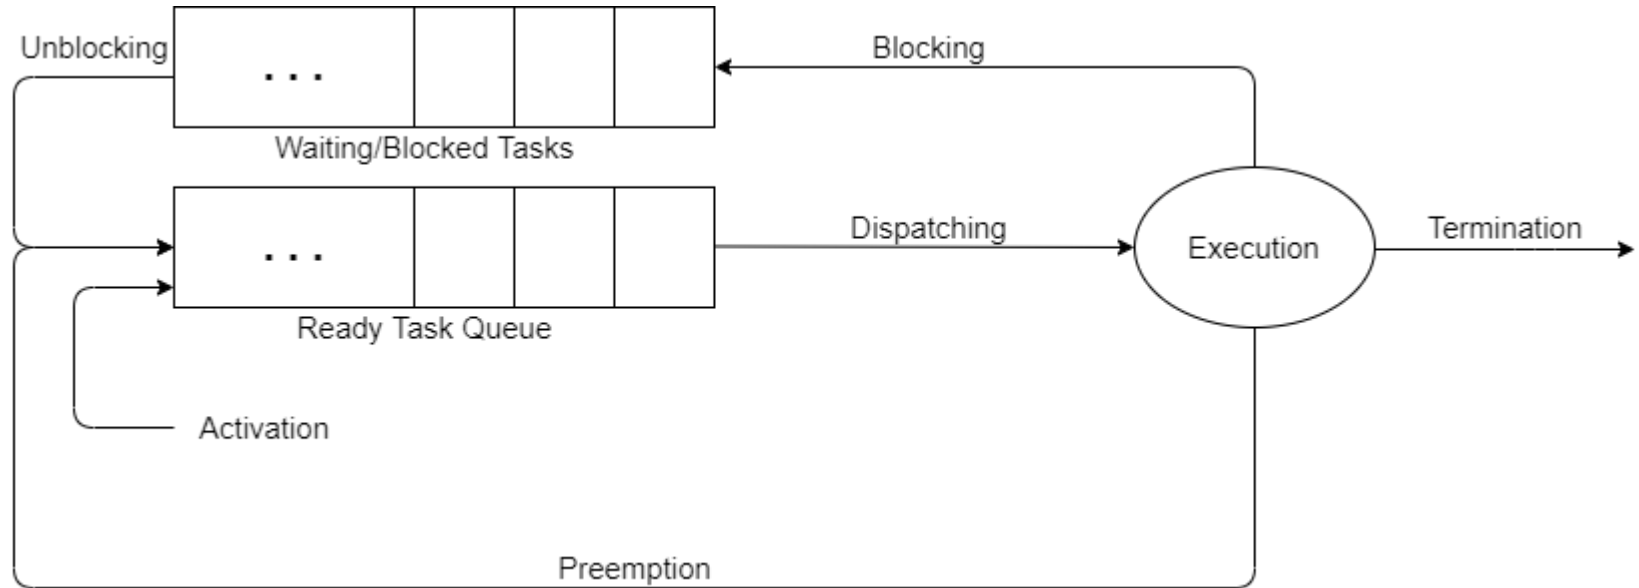 Unblocking
. . .
Blocking
Waiting/Blocked Tasks
. . .
Dispatching
Execution
Termination
Ready Task Queue
Activation
Preemption